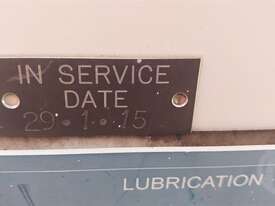 IN SERVICE
DATE
29·1·15
LUBRICATION